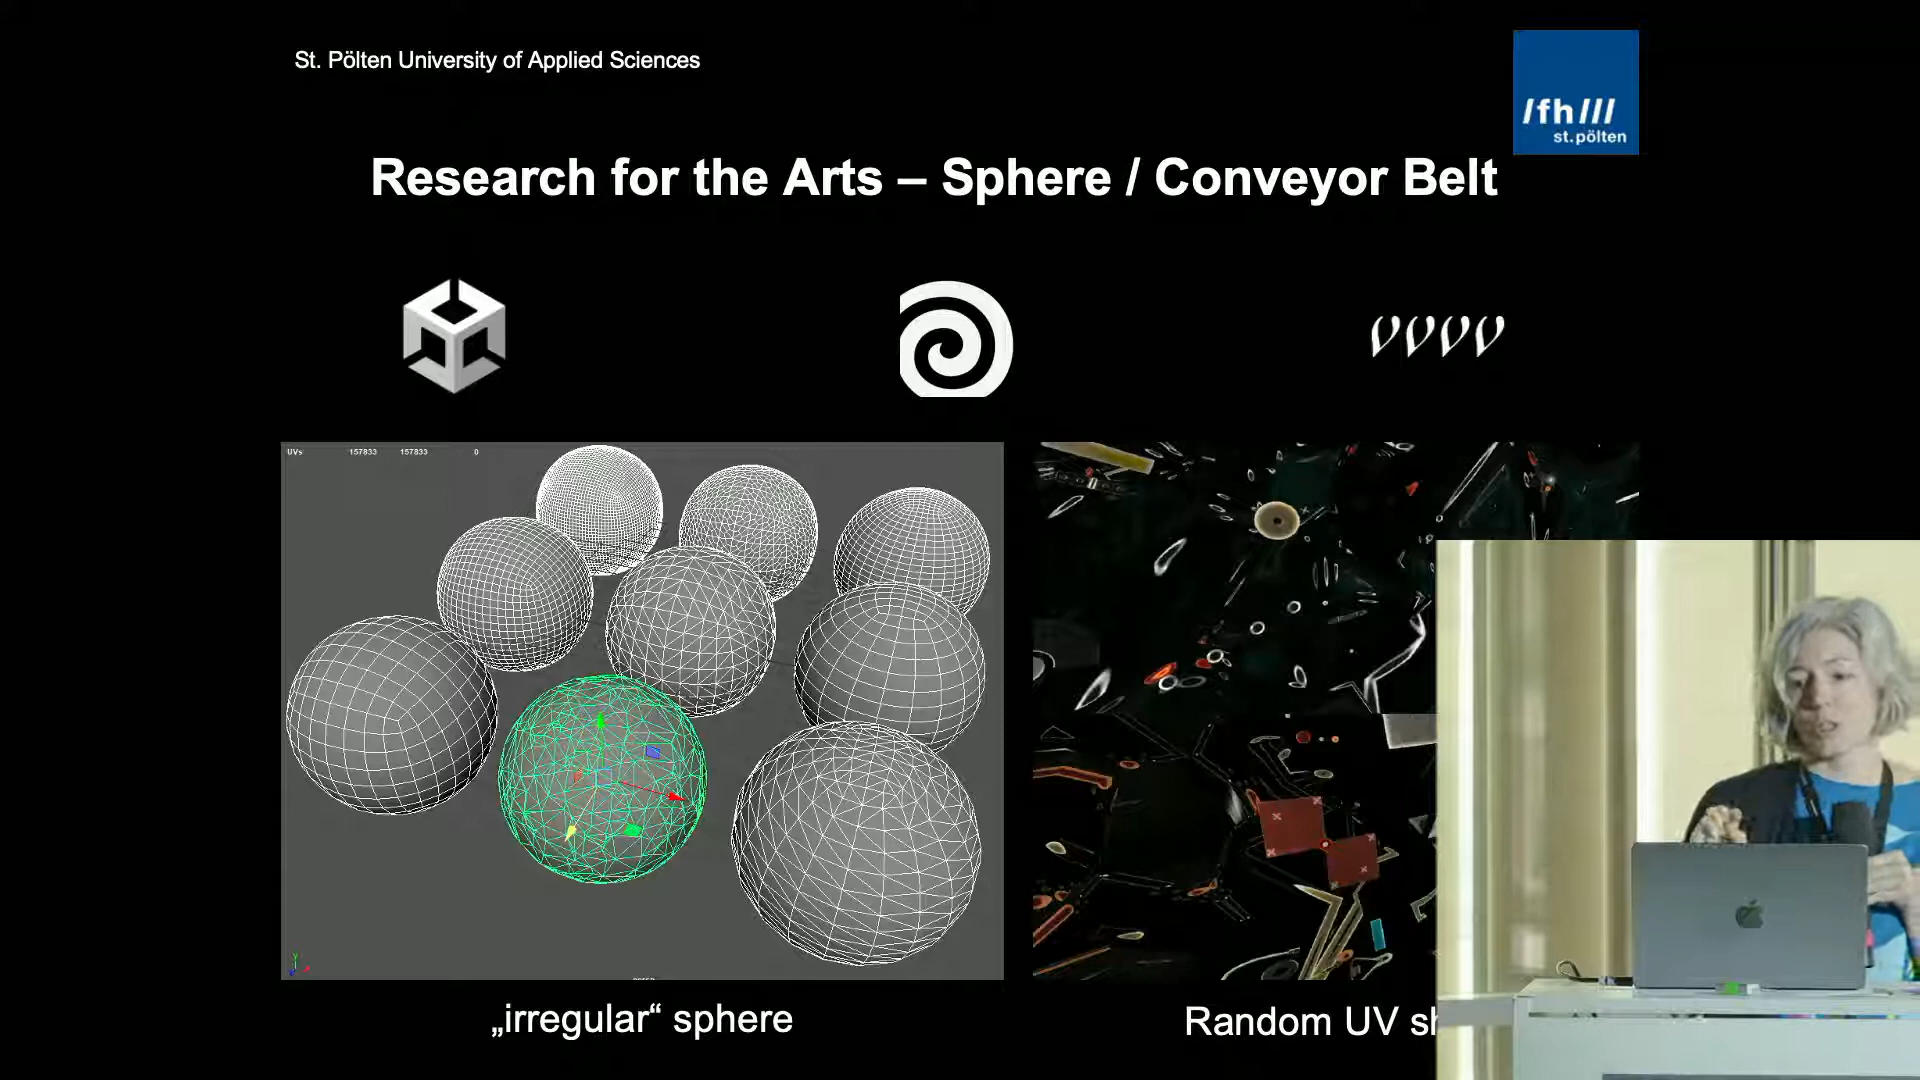 St. Pölten University of Applied Sciences
/fh///
st.pölten
Research for the Arts – Sphere / Conveyor Belt
vvvv
UVs 157833 157833 0
„irregular“ sphere
Random UV